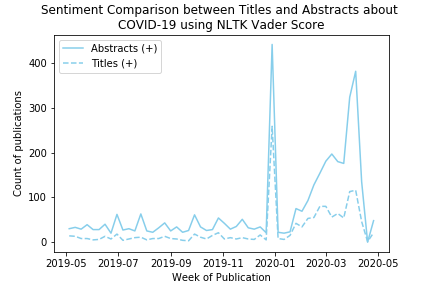 Sentiment Comparison between Titles and Abstracts about
COVID-19 using NLTK Vader Score
Abstracts (+)
Titles (+)
Count of publications
400
300
200
100
0
2019-05 2019-07 2019-09 2019-11 2020-01 2020-03 2020-05
Week of Publication